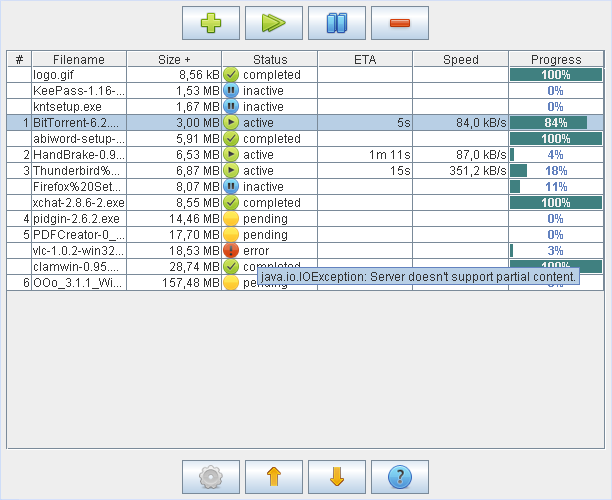 # Filename Size + Status ETA Speed Progress
logo.gif 8,56 kB completed 100%
KeePass-1.16-... 1,53 MB inactive 0%
kntsetup.exe 1,67 MB inactive 0%
1 BitTorrent-6.2.... 3,00 MB active 5s 84,0 kB/s 84%
abiword-setup-... 5,91 MB completed 100%
2 HandBrake-0.9... 6,53 MB active 1m 11s 87,0 kB/s 4%
3 Thunderbird%... 6,87 MB active 15s 351,2 kB/s 18%
Firefox%20Set... 8,07 MB inactive 11%
xchat-2.8.6-2.exe 8,55 MB completed 100%
4 pidgin-2.6.2.exe 14,46 MB pending 0%
5 PDFCreator-0_... 17,70 MB pending 0%
vlc-1.0.2-win32... 18,53 MB error 3%
clamwin-0.95.... 28,74 MB completed 100%
java.io.IOException: Server doesn't support partial content.
6 OOo_3.1.1_Wi... 157,48 MB pending 0%
?